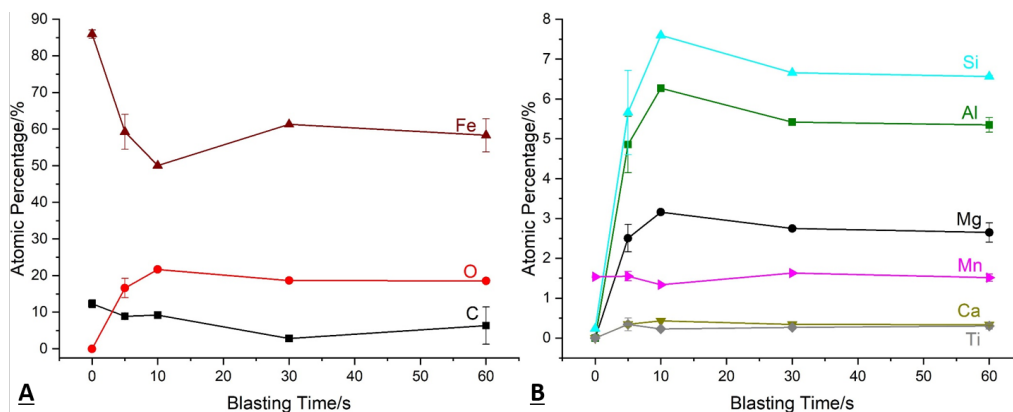 90
80
70
60
50
40
30
20
10
0
Atomic Percentage/%
Fe
O
C
0 10 20 30 40 50 60
Blasting Time/s
A
8
7
6
5
4
3
2
1
0
Atomic Percentage/%
Si
Al
Mg
Mn
Ca
Ti
0 10 20 30 40 50 60
Blasting Time/s
B